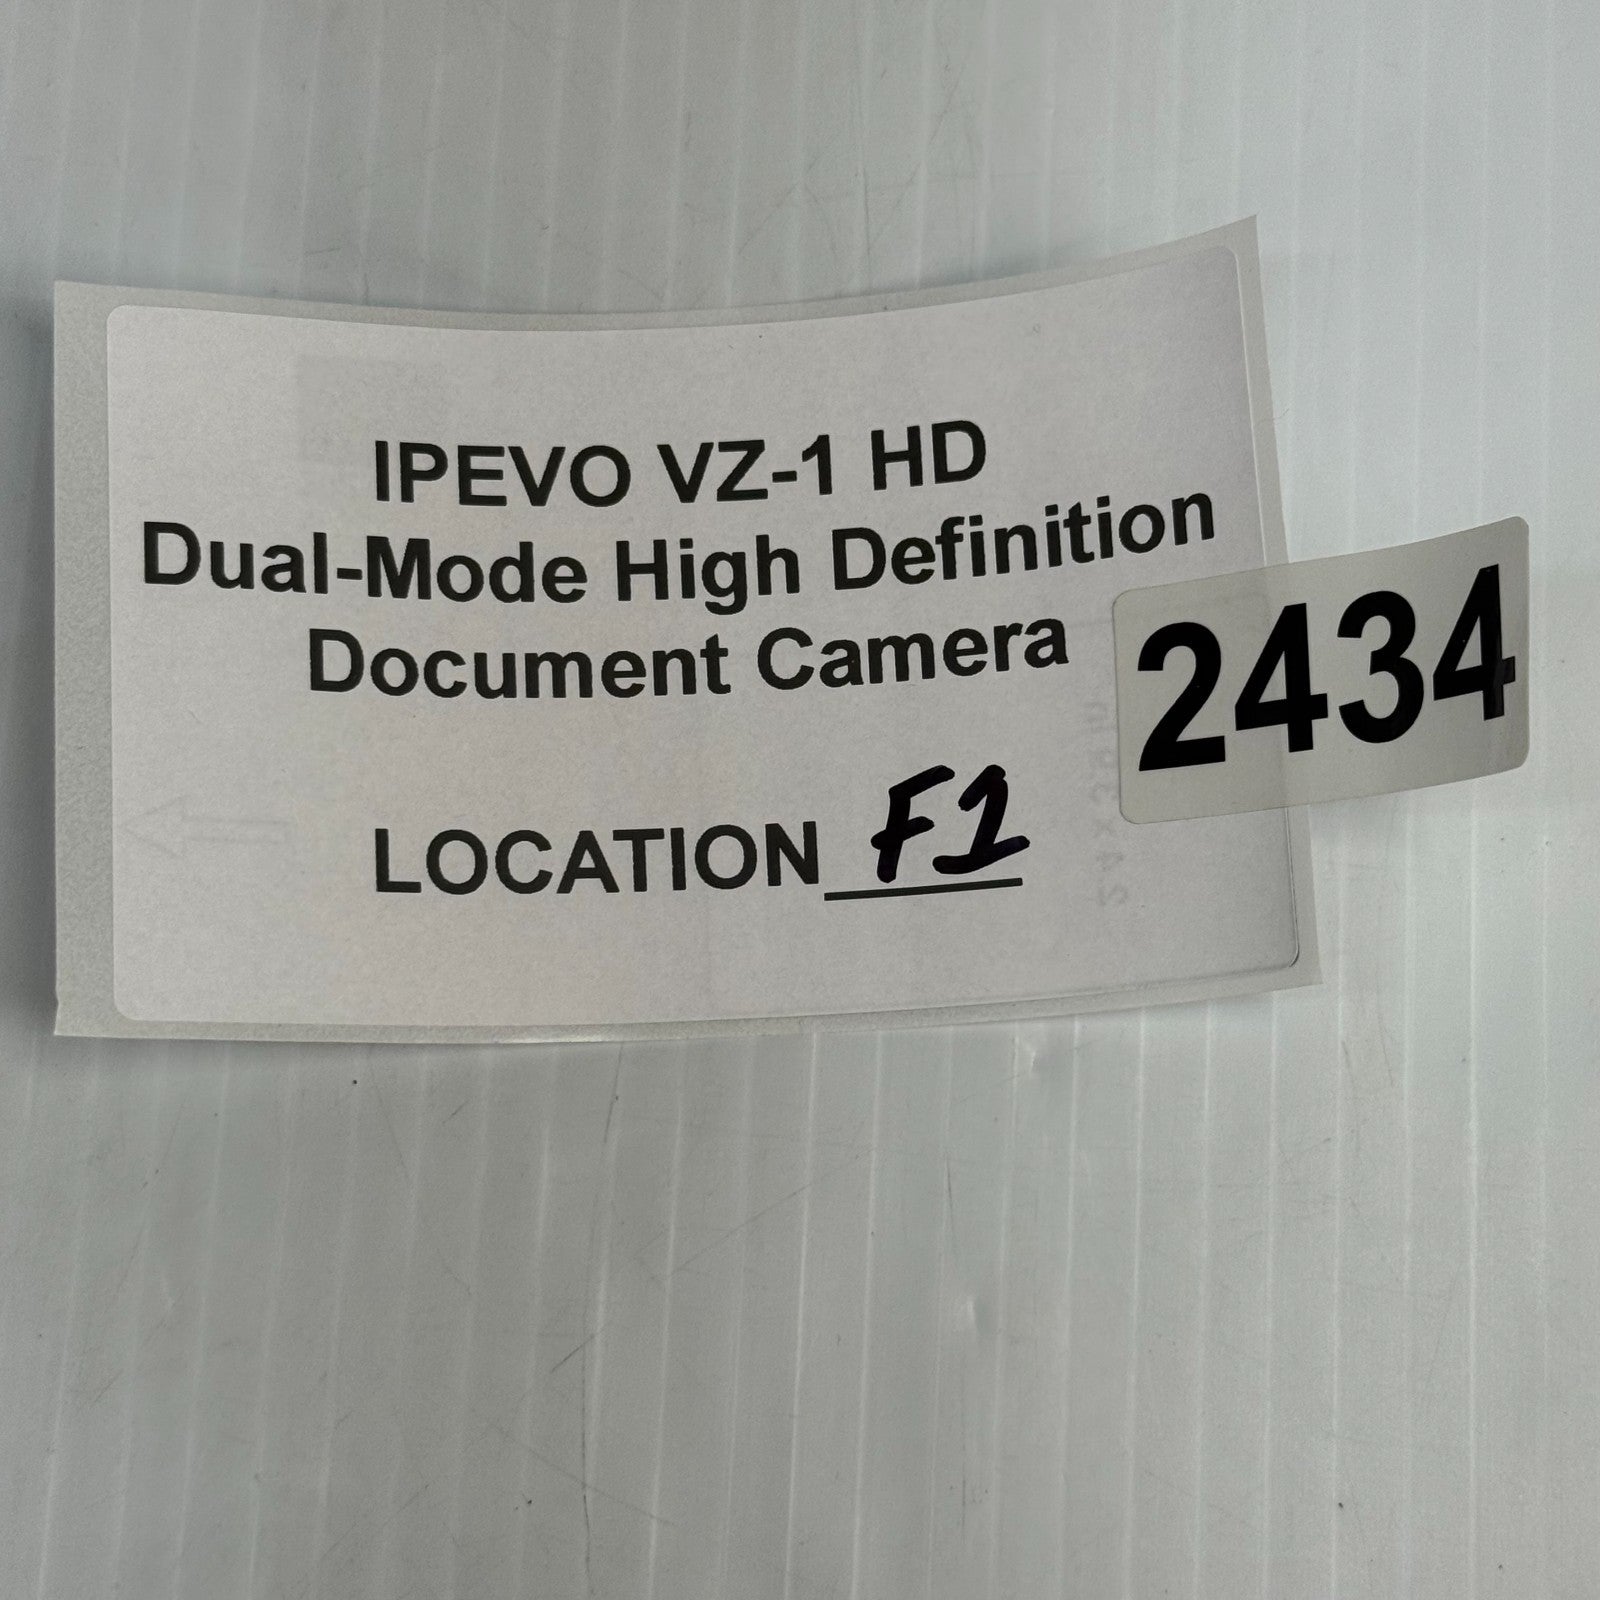 IPEVO VZ-1 HD
Dual-Mode High Definition
Document Camera
2434
LOCATION F1